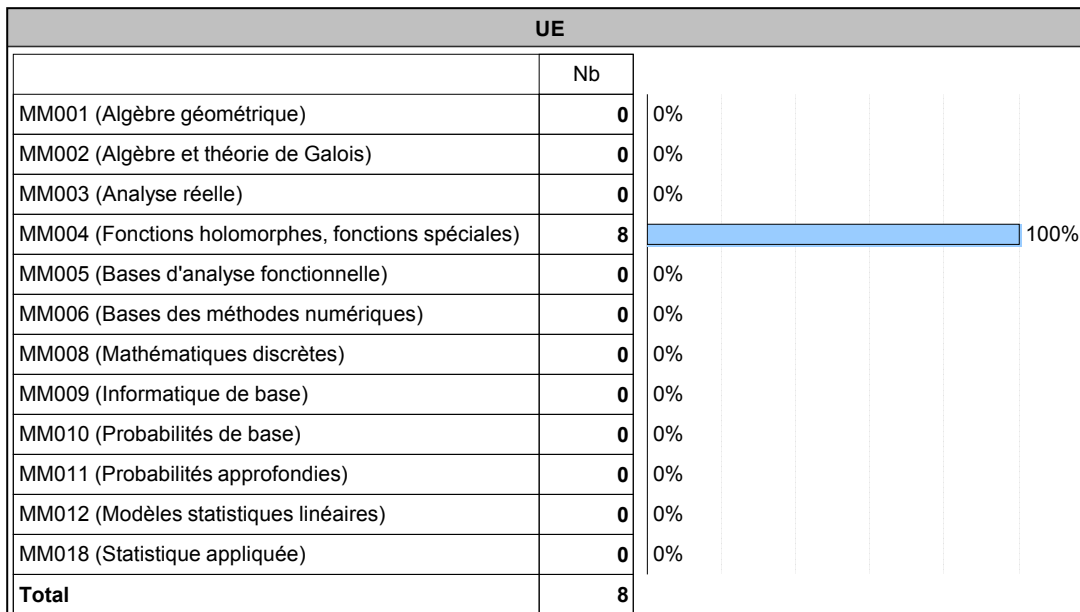 UE
Nb
MM001 (Algèbre géométrique) 0 0%
MM002 (Algèbre et théorie de Galois) 0 0%
MM003 (Analyse réelle) 0 0%
MM004 (Fonctions holomorphes, fonctions spéciales) 8 100%
MM005 (Bases d'analyse fonctionnelle) 0 0%
MM006 (Bases des méthodes numériques) 0 0%
MM008 (Mathématiques discrètes) 0 0%
MM009 (Informatique de base) 0 0%
MM010 (Probabilités de base) 0 0%
MM011 (Probabilités approfondies) 0 0%
MM012 (Modèles statistiques linéaires) 0 0%
MM018 (Statistique appliquée) 0 0%
Total 8